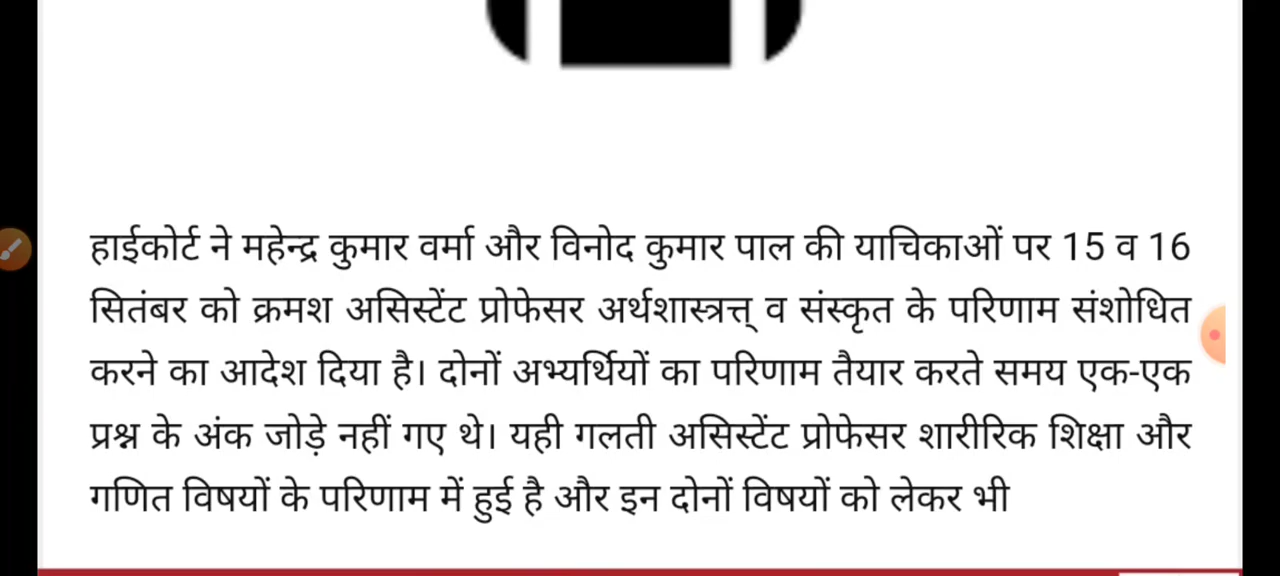 हाईकोर्ट ने महेन्द्र कुमार वर्मा और विनोद कुमार पाल की याचिकाओं पर 15 व 16
सितंबर को क्रमश असिस्टेंट प्रोफेसर अर्थशास्त्रत्त् व संस्कृत के परिणाम संशोधित
करने का आदेश दिया है। दोनों अभ्यर्थियों का परिणाम तैयार करते समय एक-एक
प्रश्न के अंक जोड़े नहीं गए थे। यही गलती असिस्टेंट प्रोफेसर शारीरिक शिक्षा और
गणित विषयों के परिणाम में हुई है और इन दोनों विषयों को लेकर भी